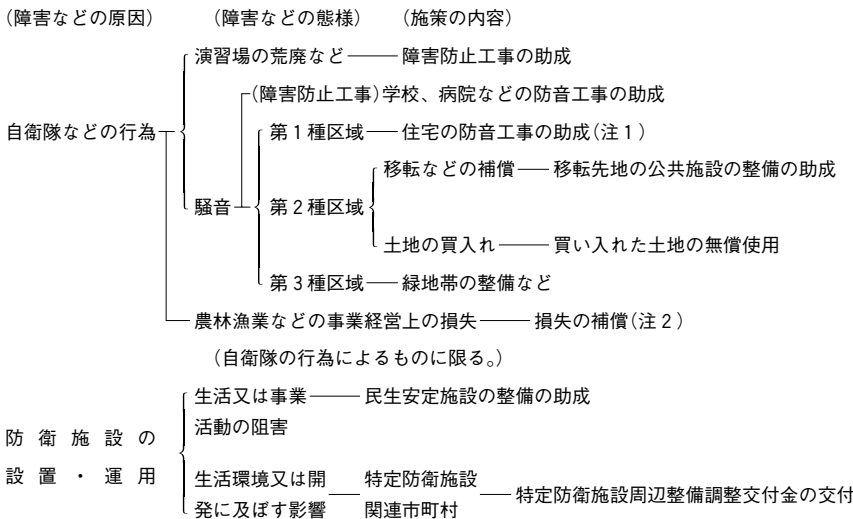 （障害などの原因） （障害などの態様） （施策の内容）
演習場の荒廃など 障害防止工事の助成
（障害防止工事）学校、病院などの防音工事の助成
自衛隊などの行為 第１種区域 住宅の防音工事の助成（注１）
移転などの補償 移転先地の公共施設の整備の助成
騒音 第２種区域
土地の買入れ 買い入れた土地の無償使用
第３種区域 緑地帯の整備など
農林漁業などの事業経営上の損失 損失の補償（注２）
（自衛隊の行為によるものに限る。）
生活又は事業 民生安定施設の整備の助成
活動の阻害
防衛施設の
設置・運用
生活環境又は開 特定防衛施設
発に及ぼす影響 関連市町村
特定防衛施設周辺整備調整交付金の交付